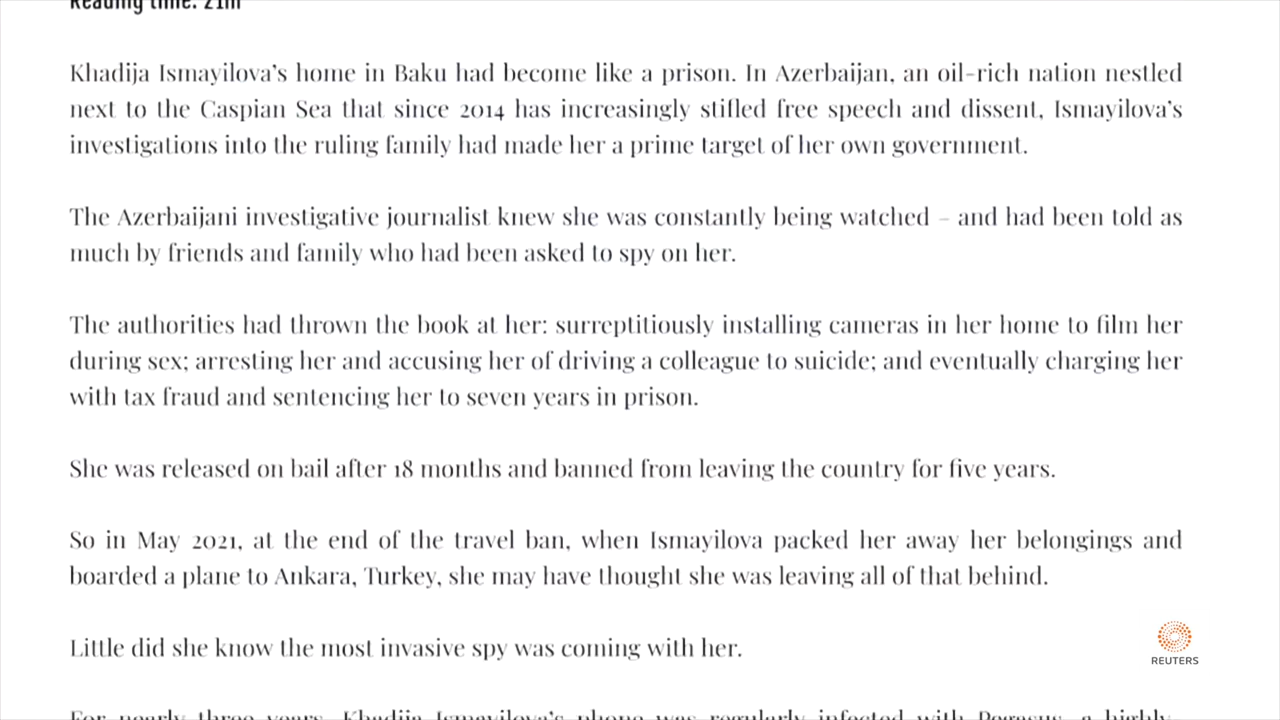 Reading time: 21m
Khadija Ismayilova’s home in Baku had become like a prison. In Azerbaijan, an oil-rich nation nestled
next to the Caspian Sea that since 2014 has increasingly stifled free speech and dissent, Ismayilova’s
investigations into the ruling family had made her a prime target of her own government.
The Azerbaijani investigative journalist knew she was constantly being watched – and had been told as
much by friends and family who had been asked to spy on her.
The authorities had thrown the book at her: surreptitiously installing cameras in her home to film her
during sex; arresting her and accusing her of driving a colleague to suicide; and eventually charging her
with tax fraud and sentencing her to seven years in prison.
She was released on bail after 18 months and banned from leaving the country for five years.
So in May 2021, at the end of the travel ban, when Ismayilova packed her away her belongings and
boarded a plane to Ankara, Turkey, she may have thought she was leaving all of that behind.
Little did she know the most invasive spy was coming with her.
REUTERS
For nearly three years, Khadija Ismayilova’s phone was regularly infected with Pegasus, a highly